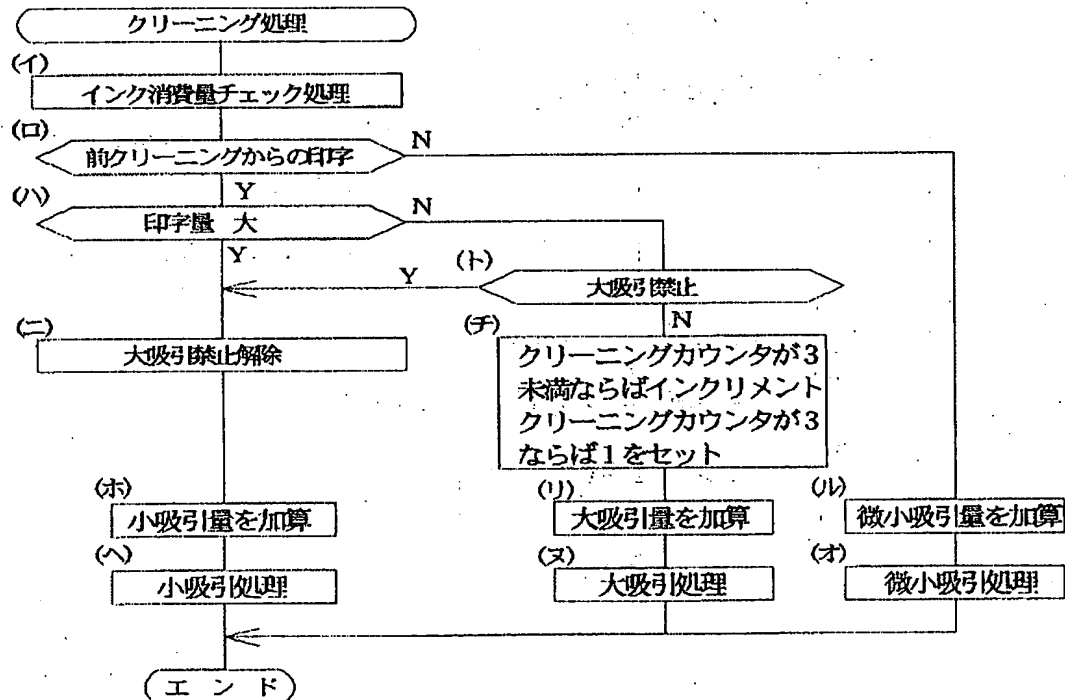 クリーニング処理
(イ)
インク消費量チェック処理
(ロ)
前クリーニングからの印字
N
Y
(ハ)
印字量 大
N
Y
(ト)
大吸引禁止
Y
N
(ニ)
大吸引禁止解除
(チ)
クリーニングカウンタが3
未満ならばインクリメント
クリーニングカウンタが3
ならば1をセット
(ホ)
小吸引量を加算
(リ)
大吸引量を加算
(ル)
微小吸引量を加算
(ヘ)
小吸引処理
(ヌ)
大吸引処理
(オ)
微小吸引処理
エンド